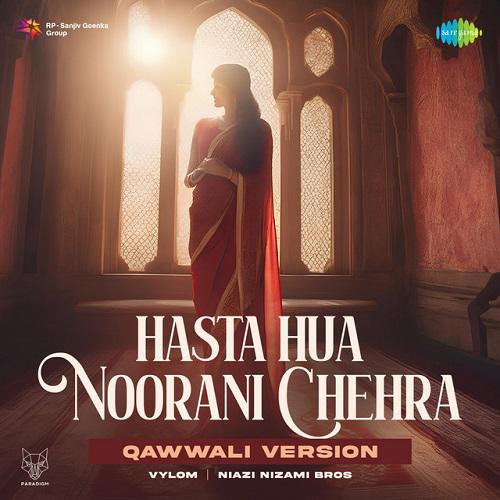 RP - Sanjiv Goenka
Group
saregama
HASTA HUA
NOORANI CHEHRA
QAWWALI VERSION
VYLOM | NIAZI NIZAMI BROS
PARADIGM